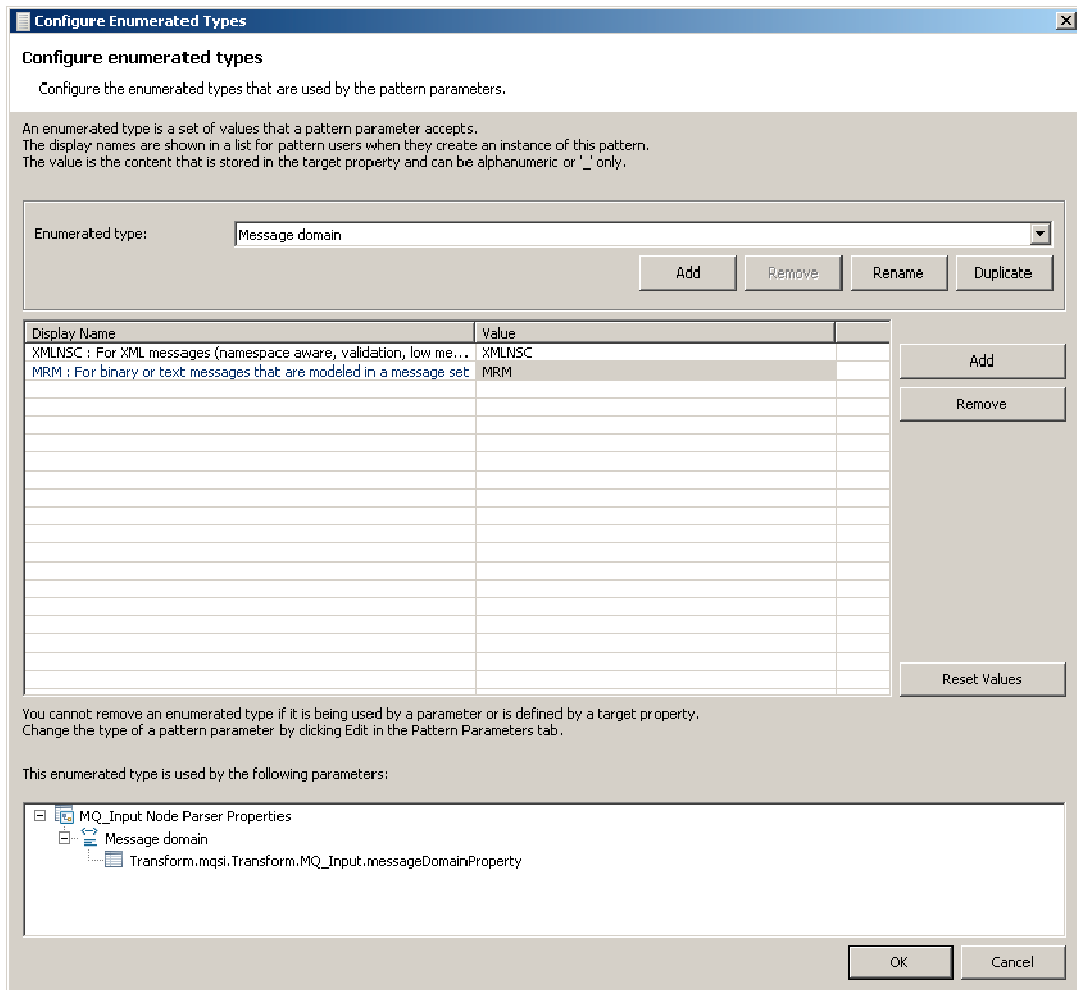 Configure Enumerated Types
Configure enumerated types
Configure the enumerated types that are used by the pattern parameters.
An enumerated type is a set of values that a pattern parameter accepts.
The display names are shown in a list for pattern users when they create an instance of this pattern.
The value is the content that is stored in the target property and can be alphanumeric or '_' only.
Enumerated type: Message domain
Add Remove Rename Duplicate
Display Name Value
XMLNSC : For XML messages (namespace aware, validation, low me... XMLNSC
MRM : For binary or text messages that are modeled in a message set MRM
Add
Remove
Reset Values
You cannot remove an enumerated type if it is being used by a parameter or is defined by a target property.
Change the type of a pattern parameter by clicking Edit in the Pattern Parameters tab.
This enumerated type is used by the following parameters:
MQ_Input Node Parser Properties
Message domain
Transform.mqsi.Transform.MQ_Input.messageDomainProperty
OK Cancel